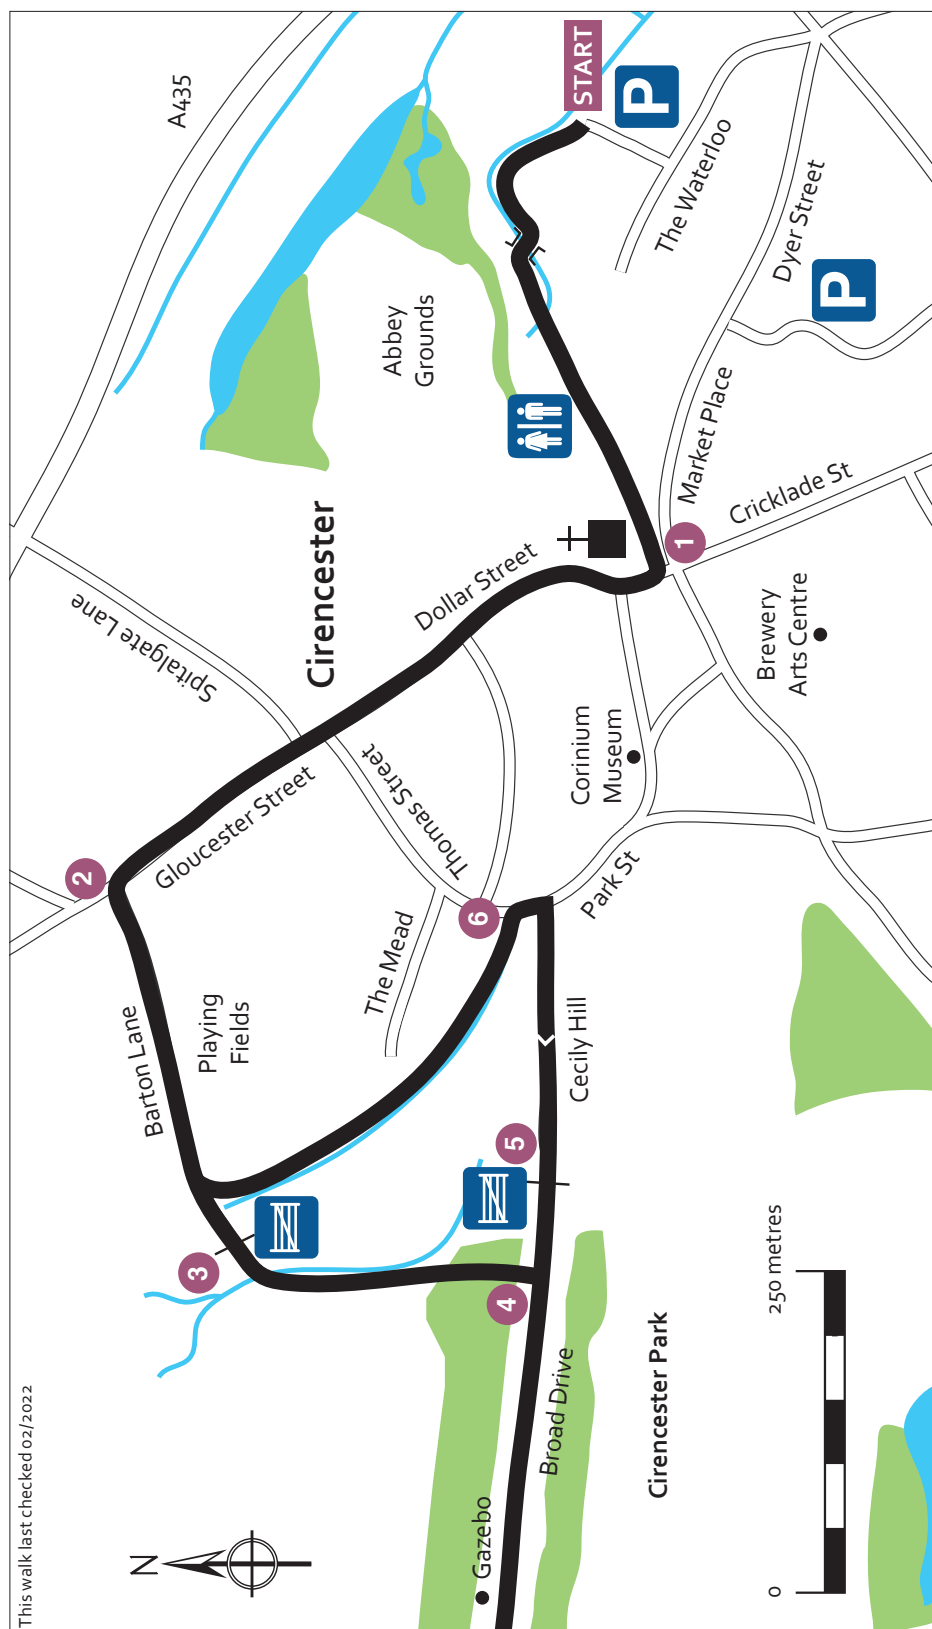 This walk last checked 02/2022
N
A435
START
P
The Waterloo
Dyer Street
P
Abbey
Grounds
Market Place
Cricklade St
1
Cirencester
Dollar Street
Spitalgate Lane
Brewery
Arts Centre
Corinium
Museum
Gloucester Street
Thomas Street
2
Park St
6
The Mead
Playing
Fields
Barton Lane
Cecily Hill
5
3
4
Broad Drive
Cirencester Park
Gazebo
0
250 metres